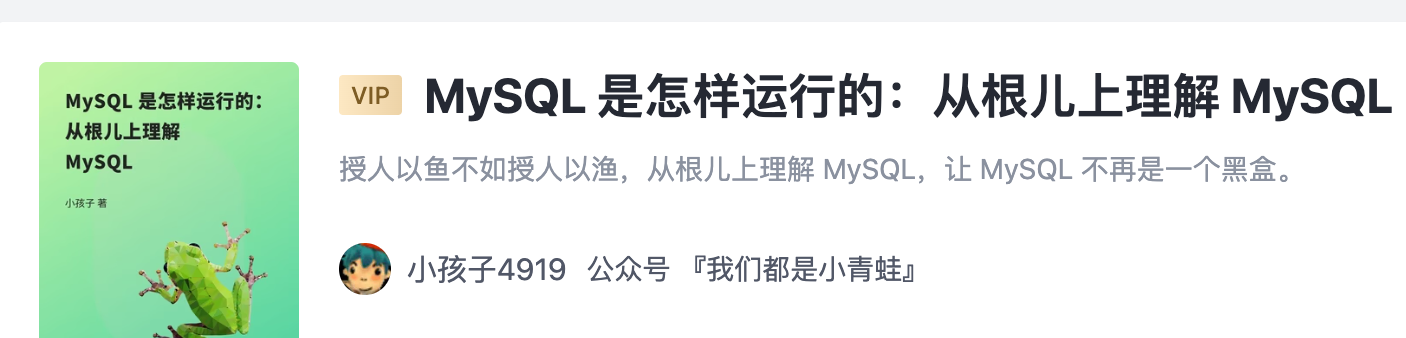 MySQL 是怎样运行的：
从根儿上理解
MySQL
小孩子 著
VIP MySQL 是怎样运行的：从根儿上理解 MySQL
授人以鱼不如授人以渔，从根儿上理解 MySQL，让 MySQL 不再是一个黑盒。
小孩子4919 公众号 『我们都是小青蛙』